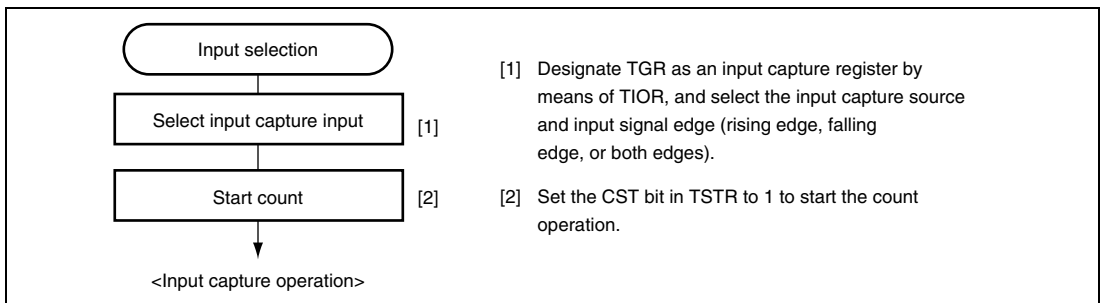 Input selection
Select input capture input
[1]
Start count
[2]
<Input capture operation>
[1] Designate TGR as an input capture register by
means of TIOR, and select the input capture source
and input signal edge (rising edge, falling
edge, or both edges).
[2] Set the CST bit in TSTR to 1 to start the count
operation.